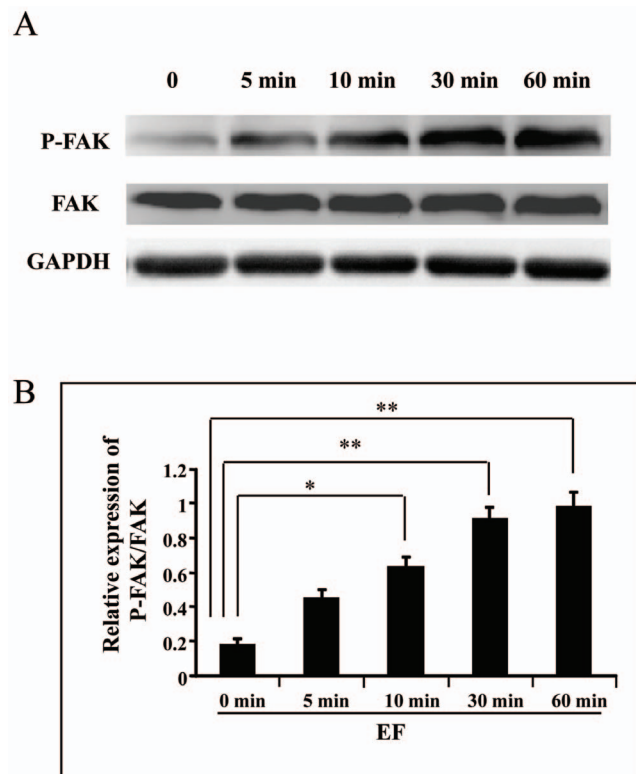 A
0 5 min 10 min 30 min 60 min
P-FAK
FAK
GAPDH
B
**
**
*
Relative expression of
P-FAK/FAK
1.2
1
0.8
0.6
0.4
0.2
0
0 min 5 min 10 min 30 min 60 min
EF